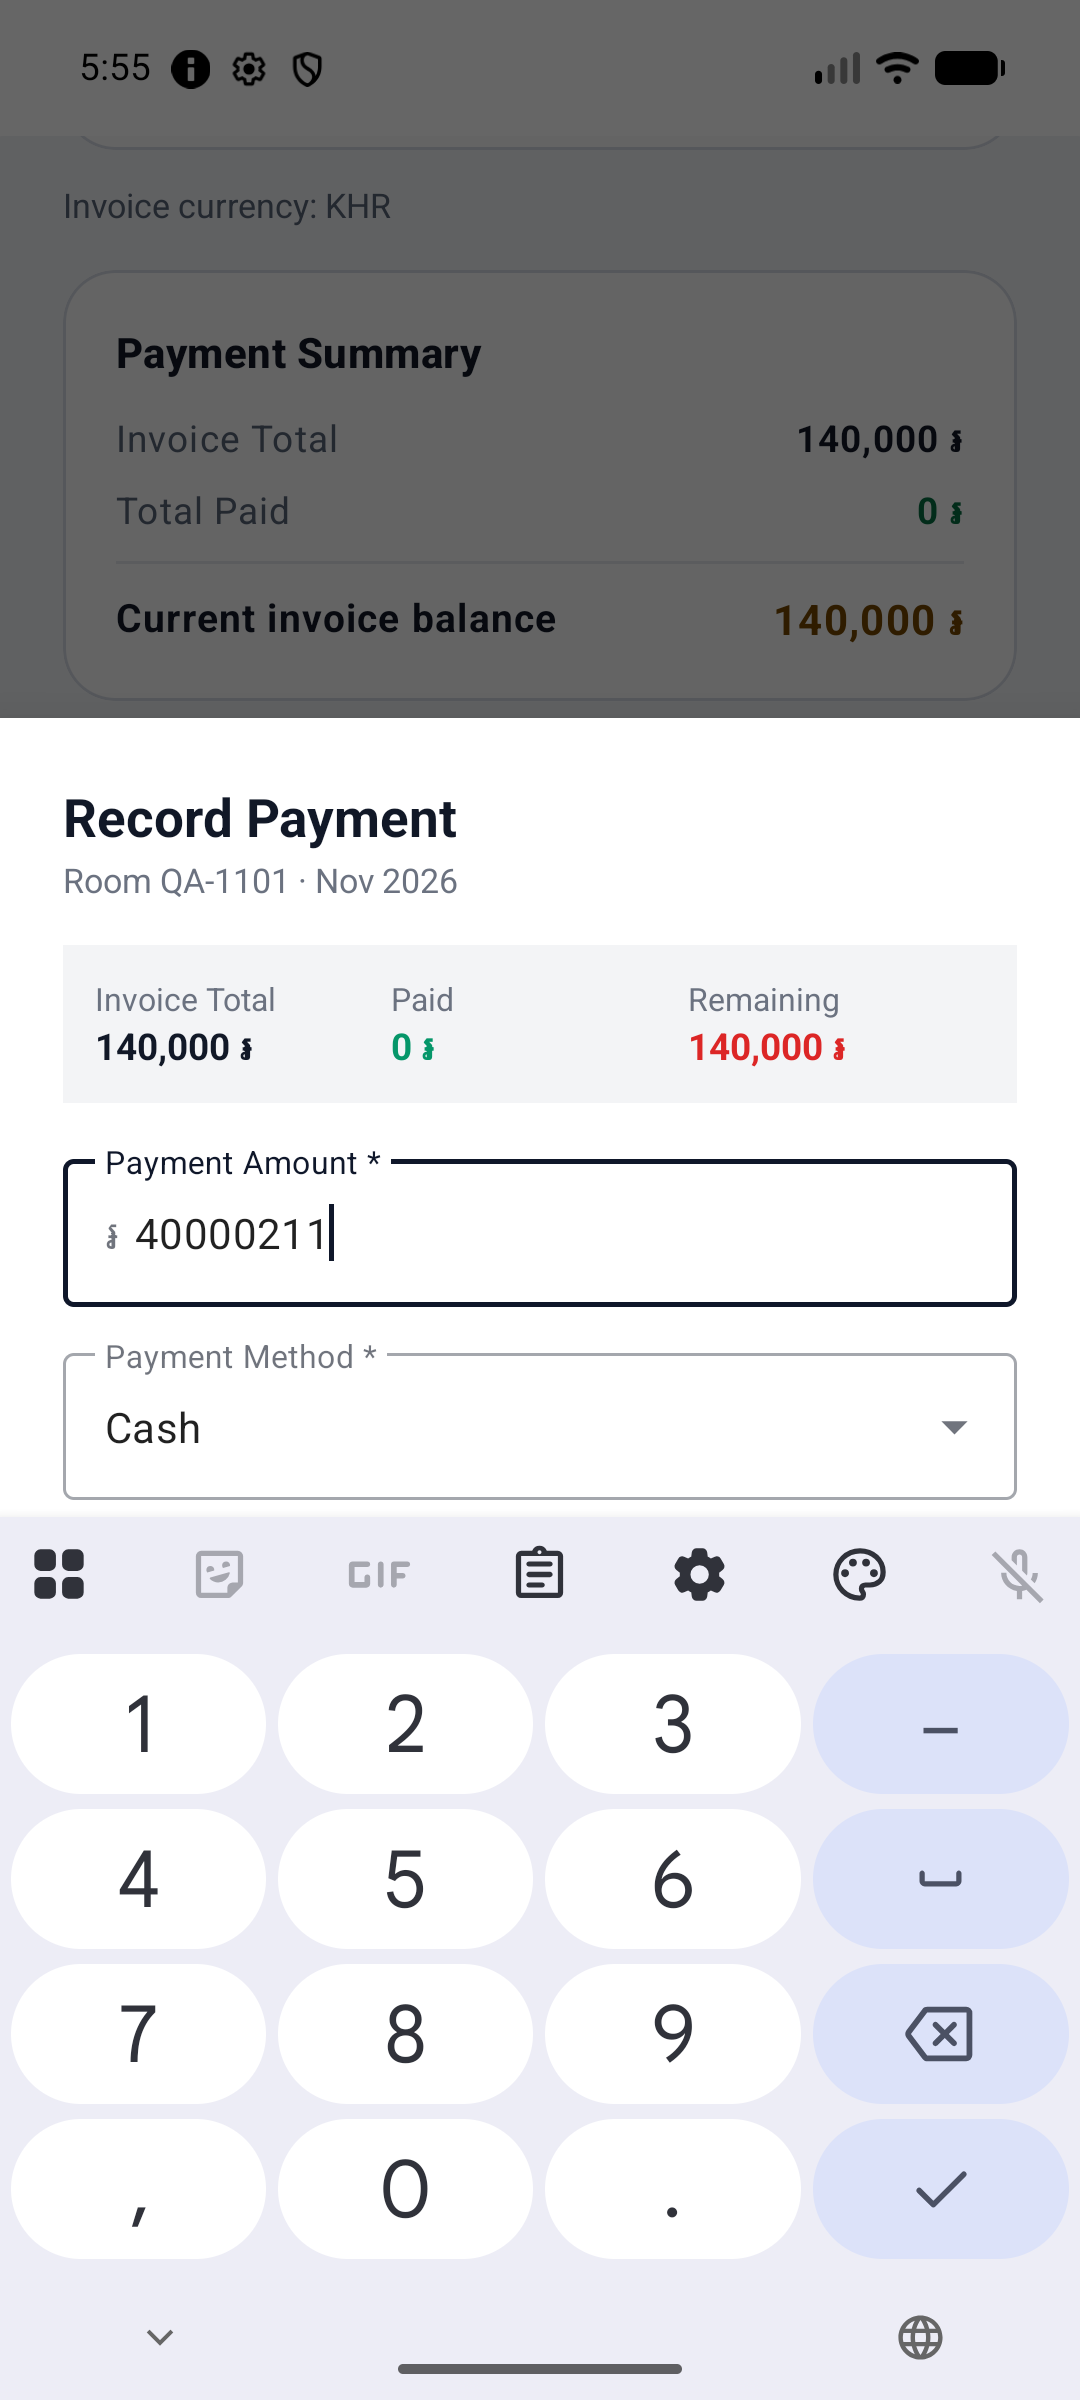 5:55
Invoice currency: KHR
Payment Summary
Invoice Total 140,000 ៛
Total Paid 0 ៛
Current invoice balance 140,000 ៛
Record Payment
Room QA-1101 · Nov 2026
Invoice Total Paid Remaining
140,000 ៛ 0 ៛ 140,000 ៛
Payment Amount *
៛ 40000211
Payment Method *
Cash
GIF
1 2 3 –
4 5 6
7 8 9
, 0 .